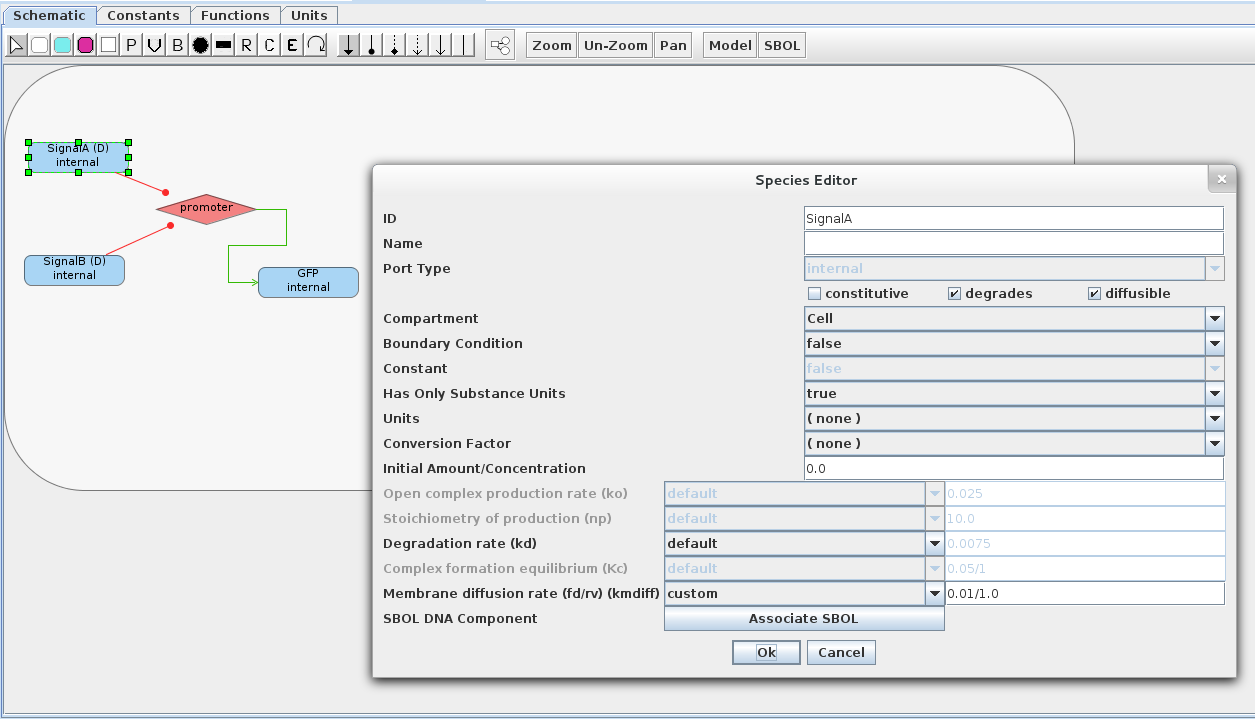 Schematic Constants Functions Units
P V B R C E Zoom Un-Zoom Pan Model SBOL
SignalA (D)
internal
promoter
SignalB (D)
internal
GFP
internal
Species Editor
ID SignalA
Name
Port Type internal
constitutive degrades diffusible
Compartment Cell
Boundary Condition false
Constant false
Has Only Substance Units true
Units ( none )
Conversion Factor ( none )
Initial Amount/Concentration 0.0
Open complex production rate (ko) default 0.025
Stoichiometry of production (np) default 10.0
Degradation rate (kd) default 0.0075
Complex formation equilibrium (Kc) default 0.05/1
Membrane diffusion rate (fd/rv) (kmdiff) custom 0.01/1.0
SBOL DNA Component Associate SBOL
Ok Cancel